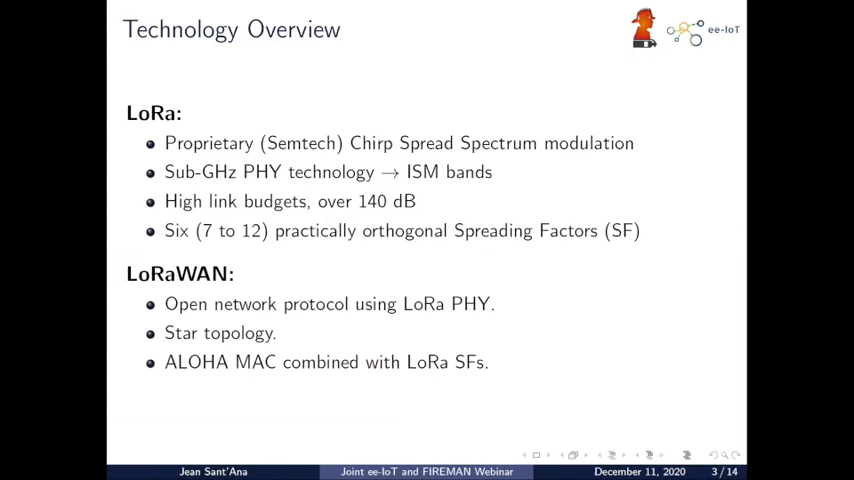 Technology Overview
ee-IoT
LoRa:
Proprietary (Semtech) Chirp Spread Spectrum modulation
Sub-GHz PHY technology → ISM bands
High link budgets, over 140 dB
Six (7 to 12) practically orthogonal Spreading Factors (SF)
LoRaWAN:
Open network protocol using LoRa PHY.
Star topology.
ALOHA MAC combined with LoRa SFs.
Jean Sant'Ana Joint ee-IoT and FIREMAN Webinar December 11, 2020 3 / 14